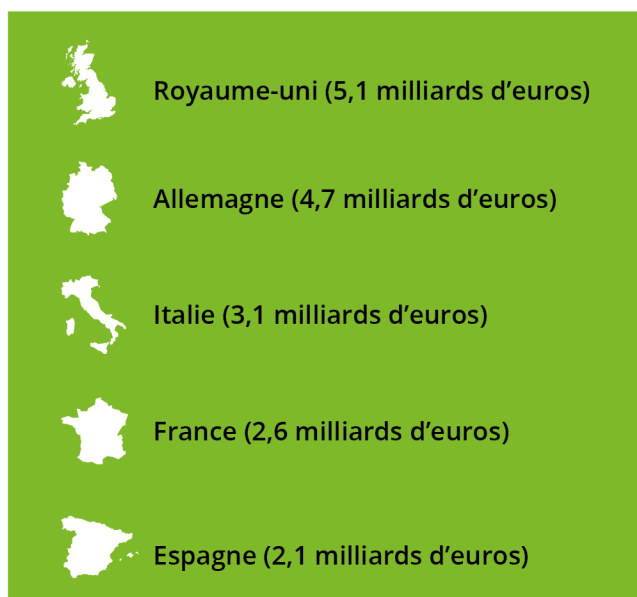 Royaume-uni (5,1 milliards d’euros)
Allemagne (4,7 milliards d’euros)
Italie (3,1 milliards d’euros)
France (2,6 milliards d’euros)
Espagne (2,1 milliards d’euros)